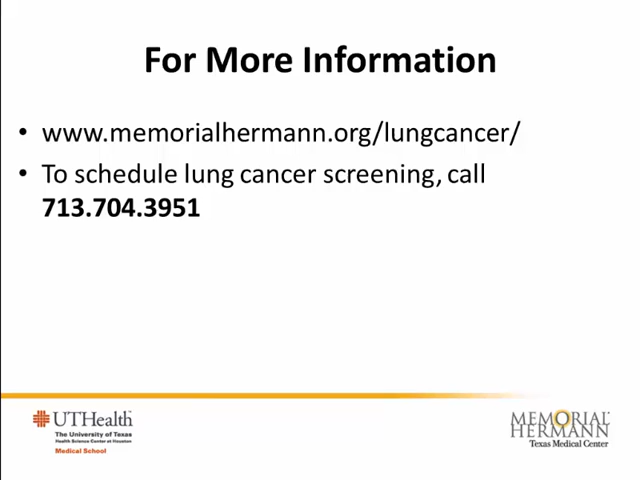 For More Information
• www.memorialhermann.org/lungcancer/
• To schedule lung cancer screening, call
713.704.3951
UTHealth
The University of Texas
Health Science Center at Houston
Medical School
MEMORIAL
HERMANN
Texas Medical Center